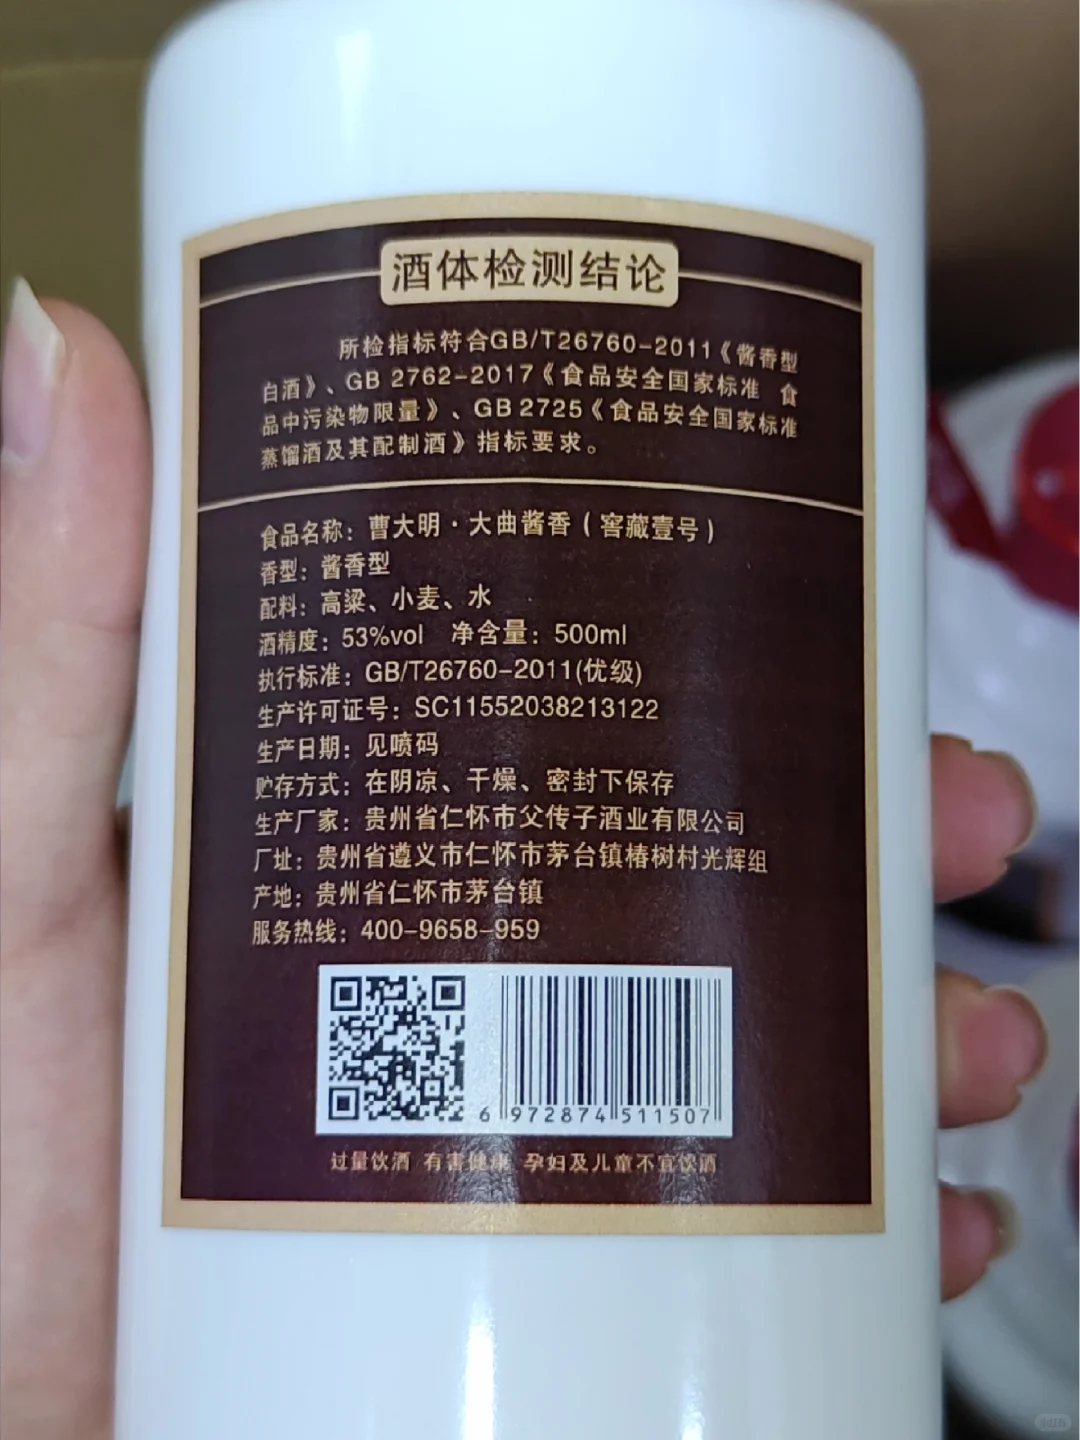 酒体检测结论
所检指标符合GB/T26760-2011《酱香型
白酒》、GB 2762-2017《食品安全国家标准 食
品中污染物限量》、GB 2725《食品安全国家标准
蒸馏酒及其配制酒》指标要求。
食品名称：曹大明·大曲酱香（窖藏壹号）
香型：酱香型
配料：高粱、小麦、水
酒精度：53%vol 净含量：500ml
执行标准：GB/T26760-2011(优级)
生产许可证号：SC11552038213122
生产日期：见喷码
贮存方式：在阴凉、干燥、密封下保存
生产厂家：贵州省仁怀市父传子酒业有限公司
厂址：贵州省遵义市仁怀市茅台镇椿树村光辉组
产地：贵州省仁怀市茅台镇
服务热线：400-9658-959
6 972874 511507
过量饮酒 有害健康 孕妇及儿童不宜饮酒